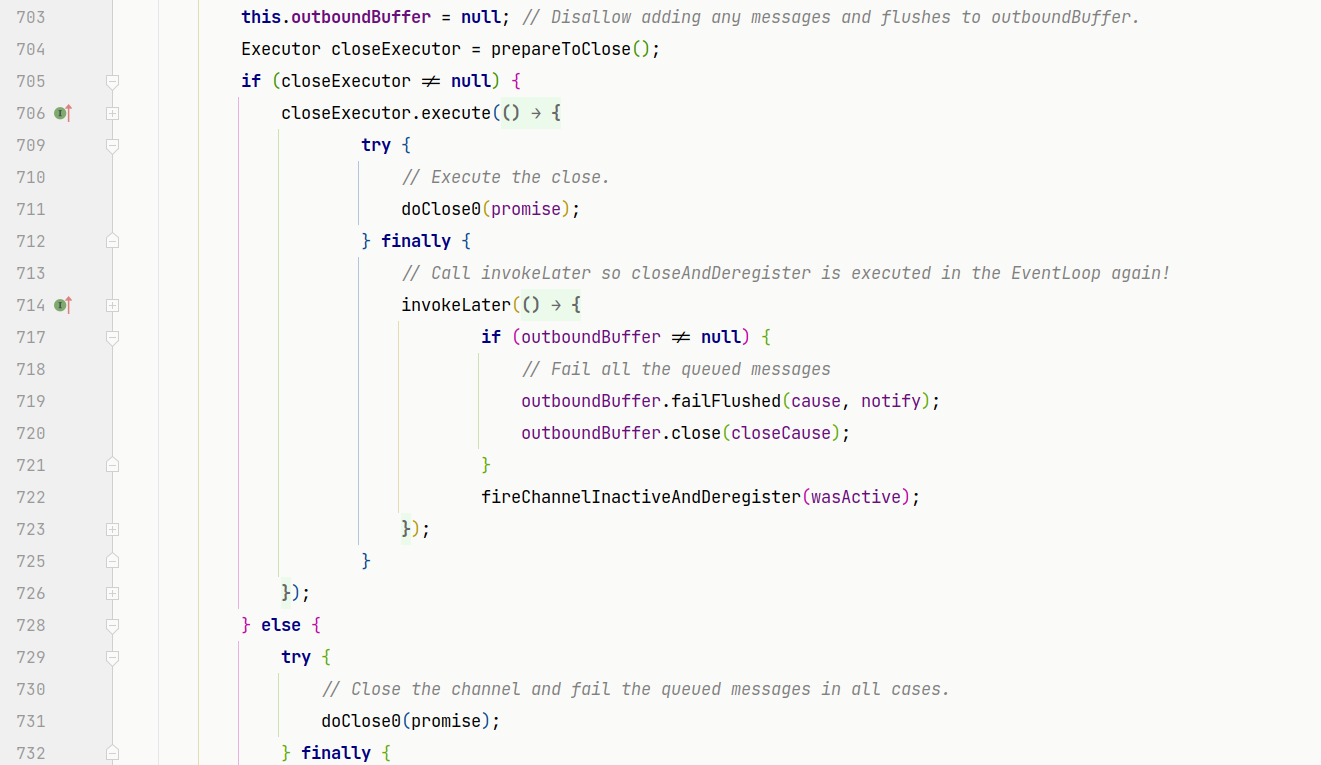 703 this.outboundBuffer = null; // Disallow adding any messages and flushes to outboundBuffer.
704 Executor closeExecutor = prepareToClose();
705 if (closeExecutor ≠ null) {
706 closeExecutor.execute(() → {
709 try {
710 // Execute the close.
711 doClose0(promise);
712 } finally {
713 // Call invokeLater so closeAndDeregister is executed in the EventLoop again!
714 invokeLater(() → {
717 if (outboundBuffer ≠ null) {
718 // Fail all the queued messages
719 outboundBuffer.failFlushed(cause, notify);
720 outboundBuffer.close(closeCause);
721 }
722 fireChannelInactiveAndDeregister(wasActive);
723 });
725 }
726 });
728 } else {
729 try {
730 // Close the channel and fail the queued messages in all cases.
731 doClose0(promise);
732 } finally {